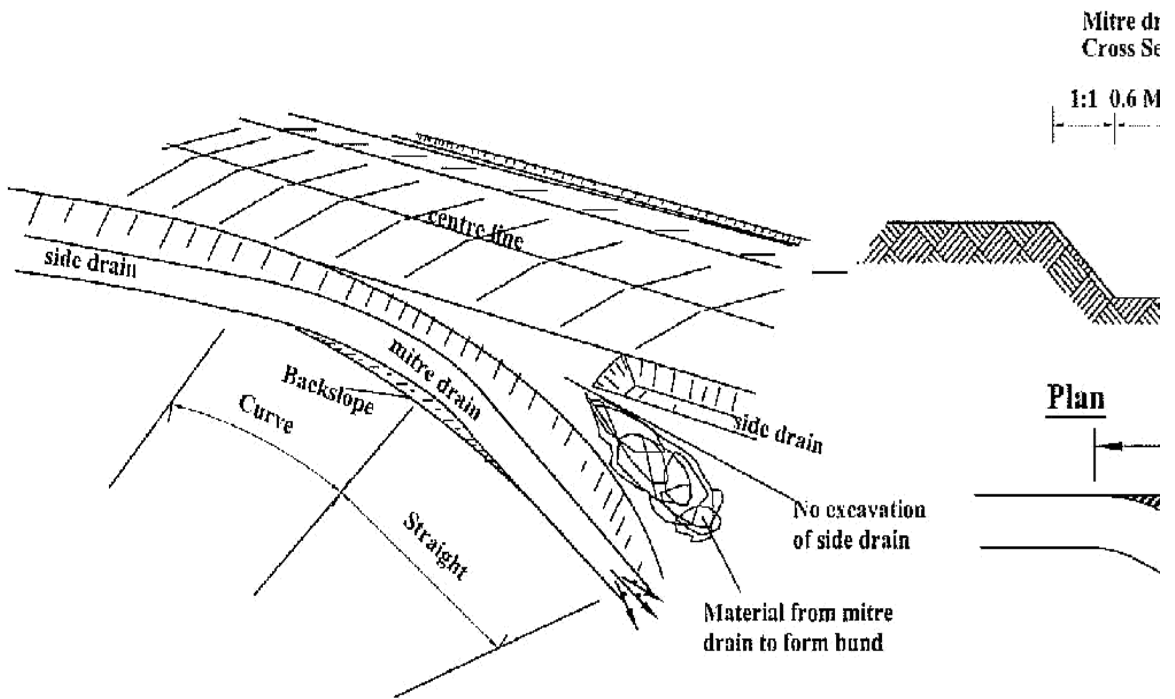 Mitre dr
Cross Se
1:1 0.6 M
centre line
side drain
mitre drain
Backslope
Curve
side drain
Plan
No excavation
of side drain
Straight
Material from mitre
drain to form bund